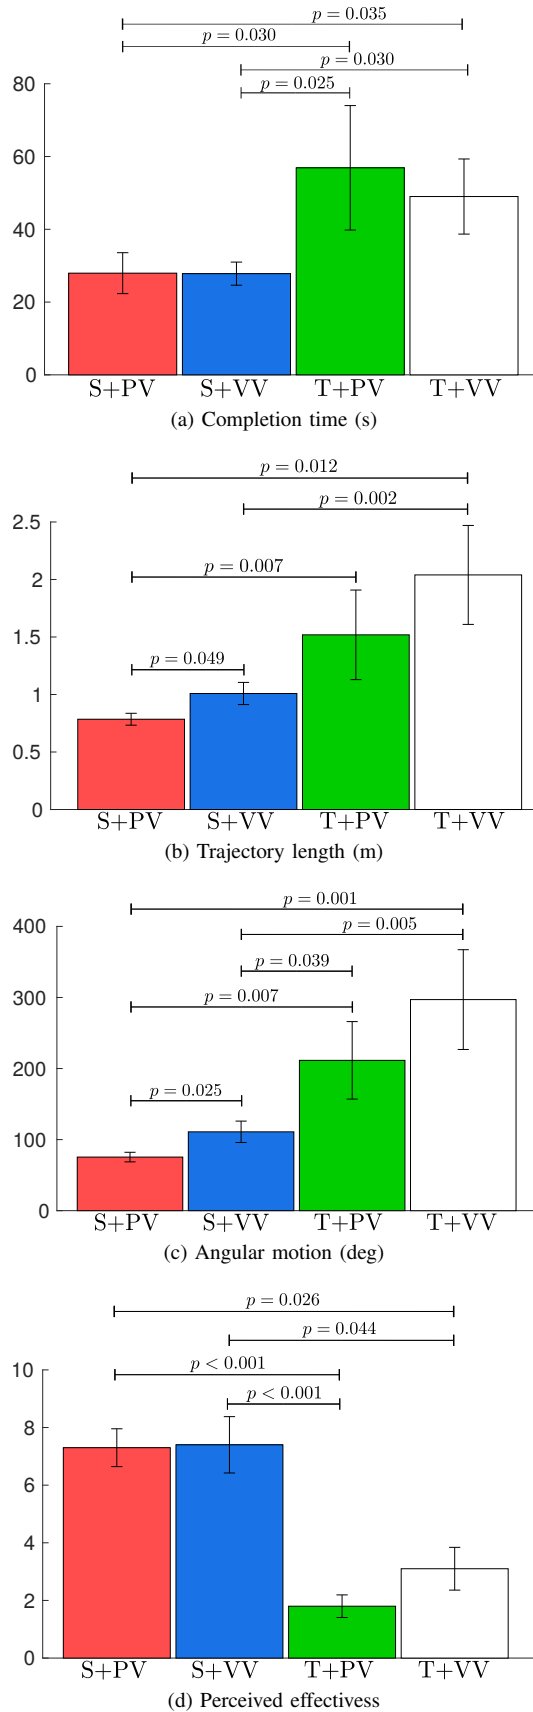 p = 0.035
p = 0.030
p = 0.030
p = 0.025
80
60
40
20
0
S+PV S+VV T+PV T+VV
(a) Completion time (s)
p = 0.012
p = 0.002
2.5
p = 0.007
2
1.5
p = 0.049
1
0.5
0
S+PV S+VV T+PV T+VV
(b) Trajectory length (m)
p = 0.001
400
p = 0.005
p = 0.039
300
p = 0.007
200
p = 0.025
100
0
S+PV S+VV T+PV T+VV
(c) Angular motion (deg)
p = 0.026
p = 0.044
10
p < 0.001
p < 0.001
8
6
4
2
0
S+PV S+VV T+PV T+VV
(d) Perceived effectivess